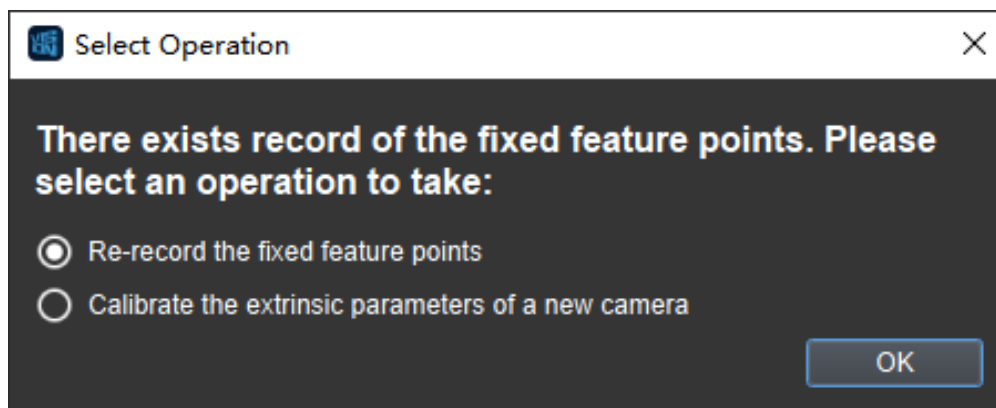 Select Operation
There exists record of the fixed feature points. Please
select an operation to take:
Re-record the fixed feature points
Calibrate the extrinsic parameters of a new camera
OK